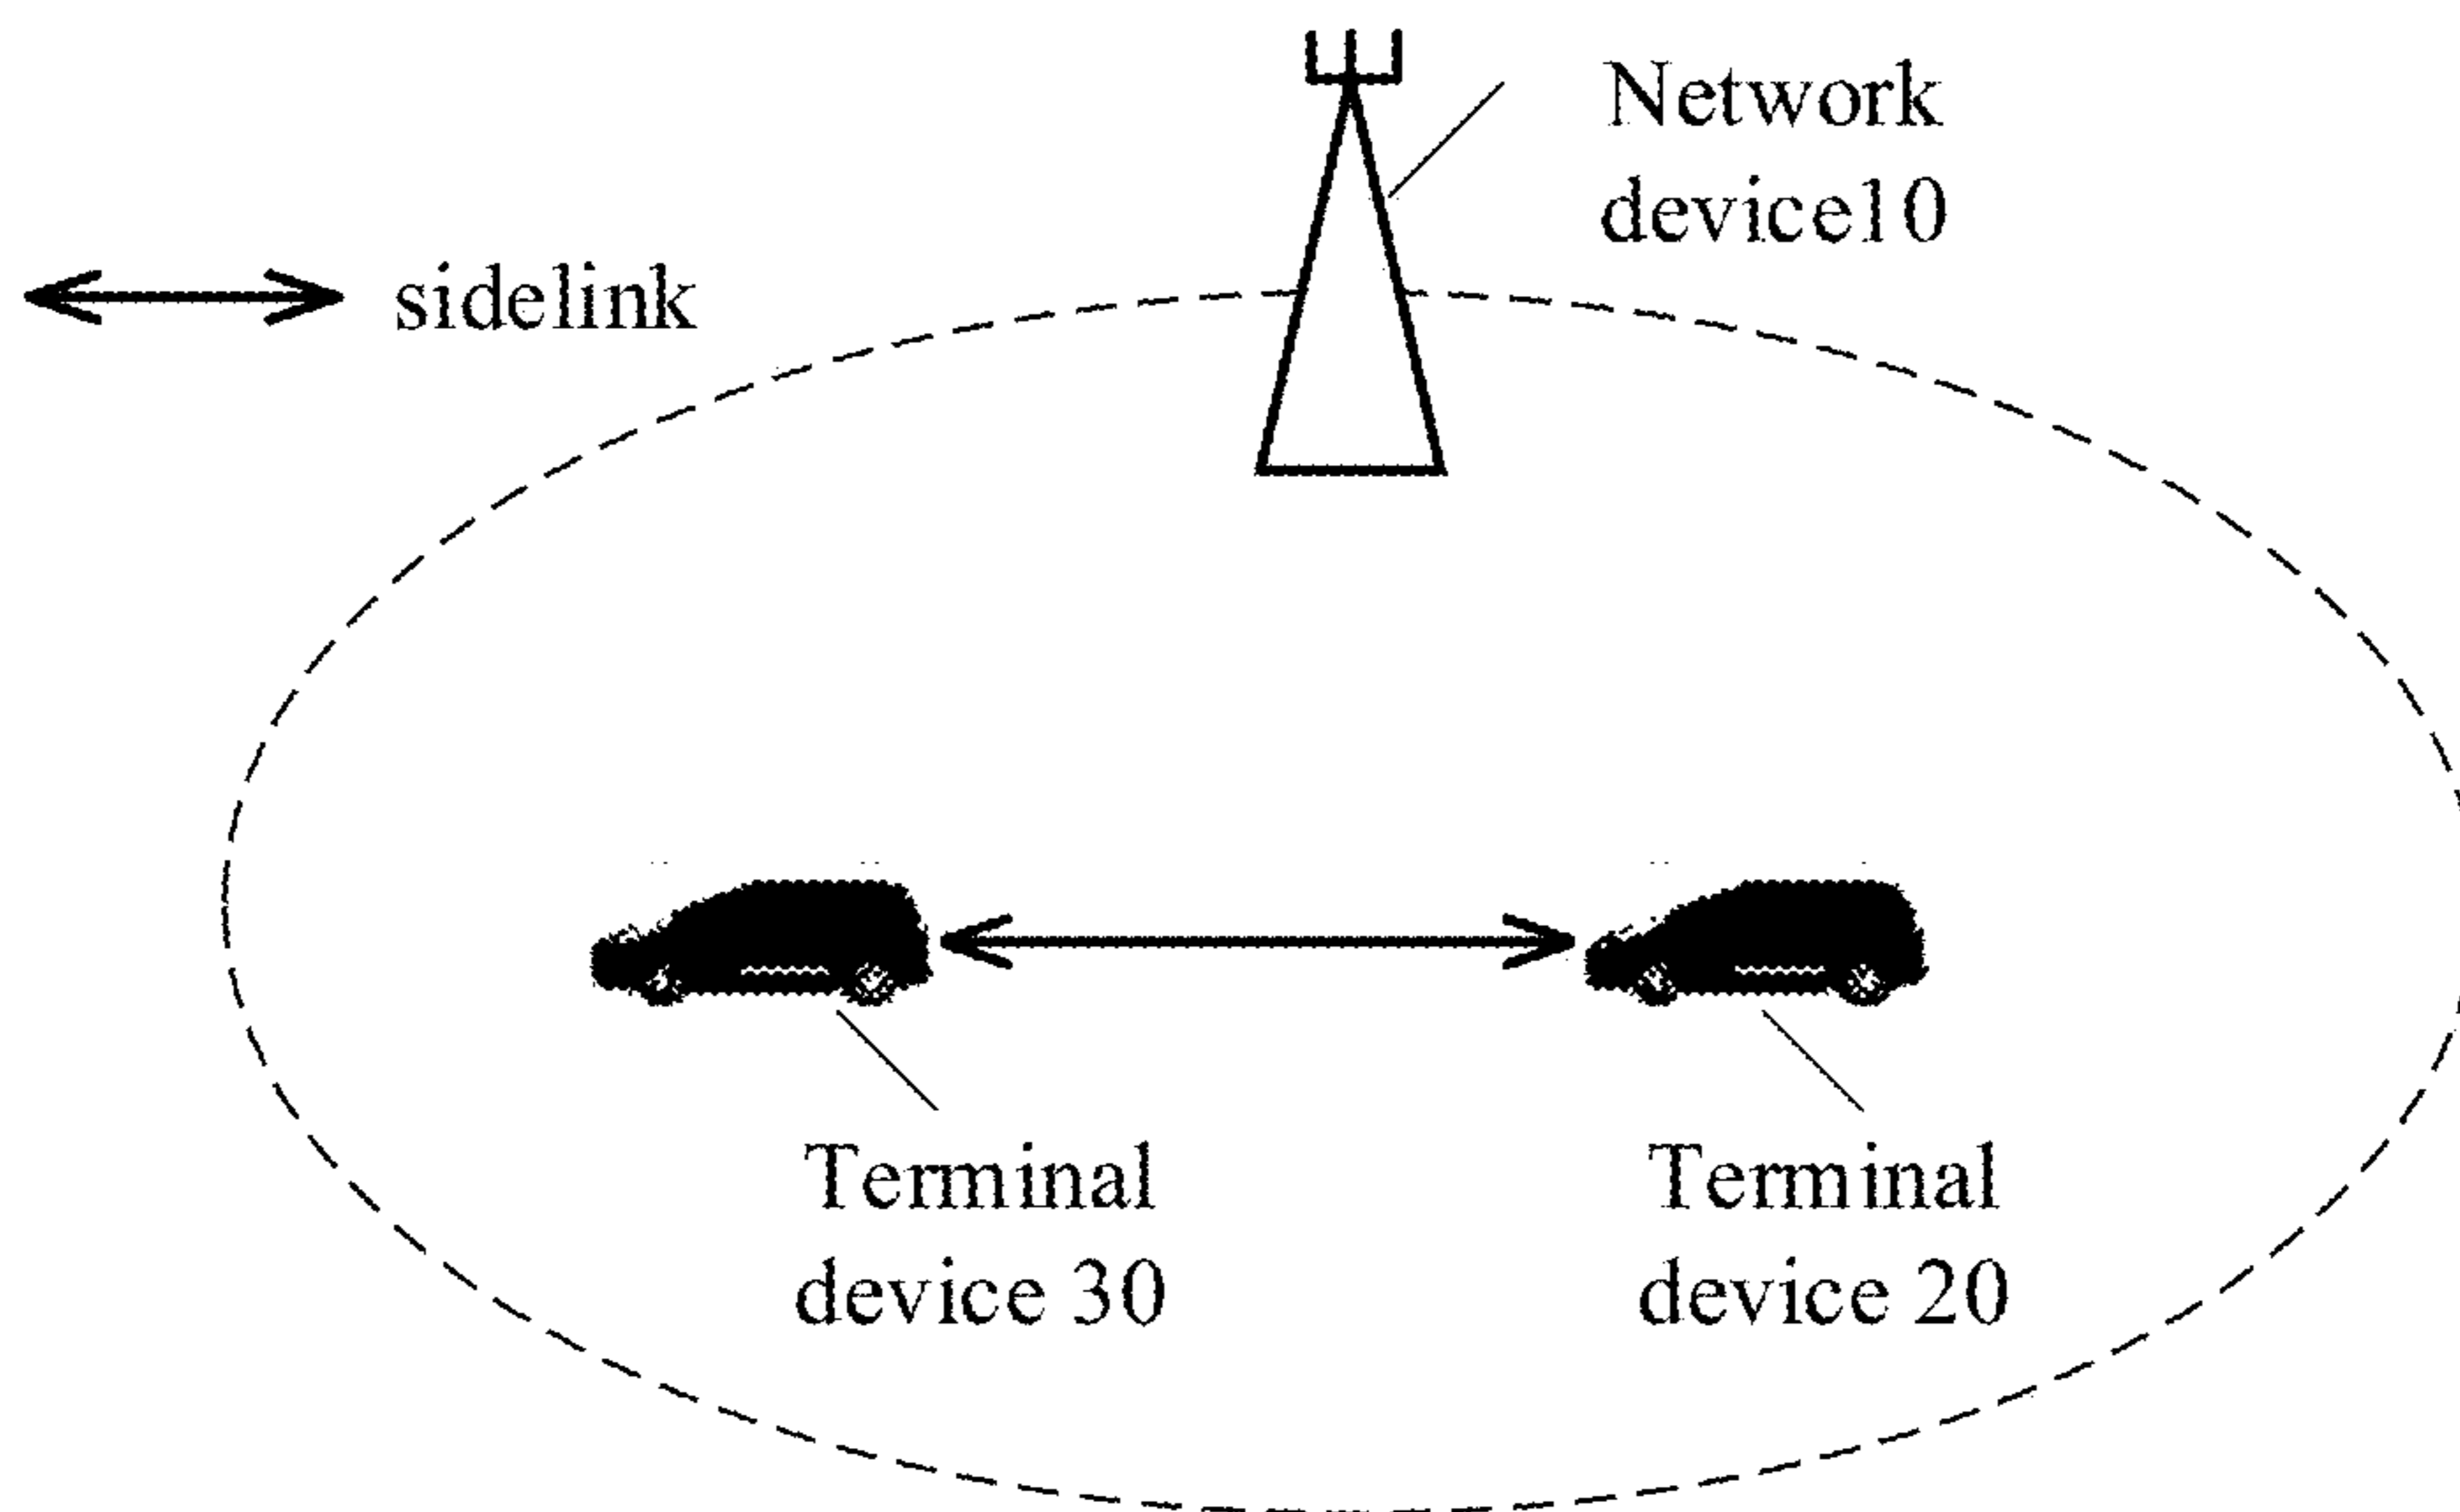 Network
device10
sidelink
Terminal
device 30
Terminal
device 20